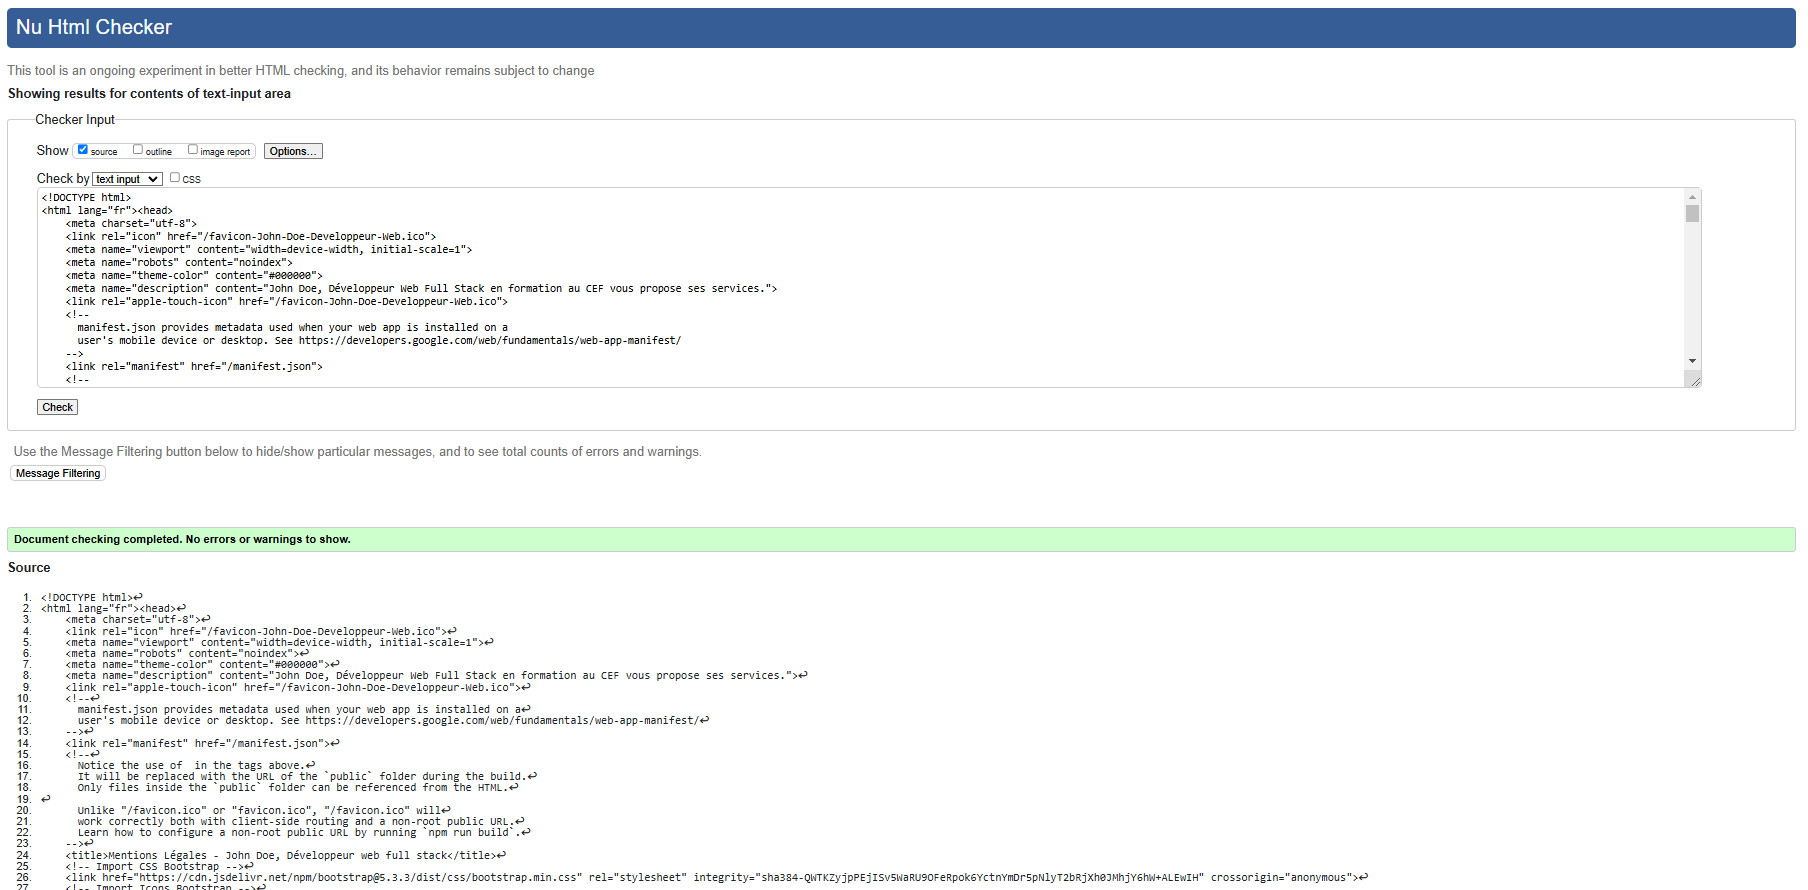 Nu Html Checker
This tool is an ongoing experiment in better HTML checking, and its behavior remains subject to change
Showing results for contents of text-input area
Checker Input
Show source outline image report Options...
Check by text input CSS
<!DOCTYPE html>
<html lang="fr"><head>
    <meta charset="utf-8">
    <link rel="icon" href="/favicon-John-Doe-Developpeur-Web.ico">
    <meta name="viewport" content="width=device-width, initial-scale=1">
    <meta name="robots" content="noindex">
    <meta name="theme-color" content="#000000">
    <meta name="description" content="John Doe, Développeur Web Full Stack en formation au CEF vous propose ses services.">
    <link rel="apple-touch-icon" href="/favicon-John-Doe-Developpeur-Web.ico">
    <!--
      manifest.json provides metadata used when your web app is installed on a
      user's mobile device or desktop. See https://developers.google.com/web/fundamentals/web-app-manifest/
    -->
    <link rel="manifest" href="/manifest.json">
    <!--
Check
Use the Message Filtering button below to hide/show particular messages, and to see total counts of errors and warnings.
Message Filtering
Document checking completed. No errors or warnings to show.
Source
1. <!DOCTYPE html>↩
2. <html lang="fr"><head>↩
3.     <meta charset="utf-8">↩
4.     <link rel="icon" href="/favicon-John-Doe-Developpeur-Web.ico">↩
5.     <meta name="viewport" content="width=device-width, initial-scale=1">↩
6.     <meta name="robots" content="noindex">↩
7.     <meta name="theme-color" content="#000000">↩
8.     <meta name="description" content="John Doe, Développeur Web Full Stack en formation au CEF vous propose ses services.">↩
9.     <link rel="apple-touch-icon" href="/favicon-John-Doe-Developpeur-Web.ico">↩
10.     <!--↩
11.       manifest.json provides metadata used when your web app is installed on a↩
12.       user's mobile device or desktop. See https://developers.google.com/web/fundamentals/web-app-manifest/↩
13.     -->↩
14.     <link rel="manifest" href="/manifest.json">↩
15.     <!--↩
16.       Notice the use of  in the tags above.↩
17.       It will be replaced with the URL of the `public` folder during the build.↩
18.       Only files inside the `public` folder can be referenced from the HTML.↩
19. ↩
20.       Unlike "/favicon.ico" or "favicon.ico", "/favicon.ico" will↩
21.       work correctly both with client-side routing and a non-root public URL.↩
22.       Learn how to configure a non-root public URL by running `npm run build`.↩
23.     -->↩
24.     <title>Mentions Légales - John Doe, Développeur web full stack</title>↩
25.     <!-- Import CSS Bootstrap -->↩
26.     <link href="https://cdn.jsdelivr.net/npm/bootstrap@5.3.3/dist/css/bootstrap.min.css" rel="stylesheet" integrity="sha384-QWTKZyjpPEjISv5WaRU9OFeRpok6YctnYmDr5pNlyT2bRjXh0JMhjY6hW+ALEwIH" crossorigin="anonymous">↩
27.     <!-- Import Icons Bootstrap -->↩